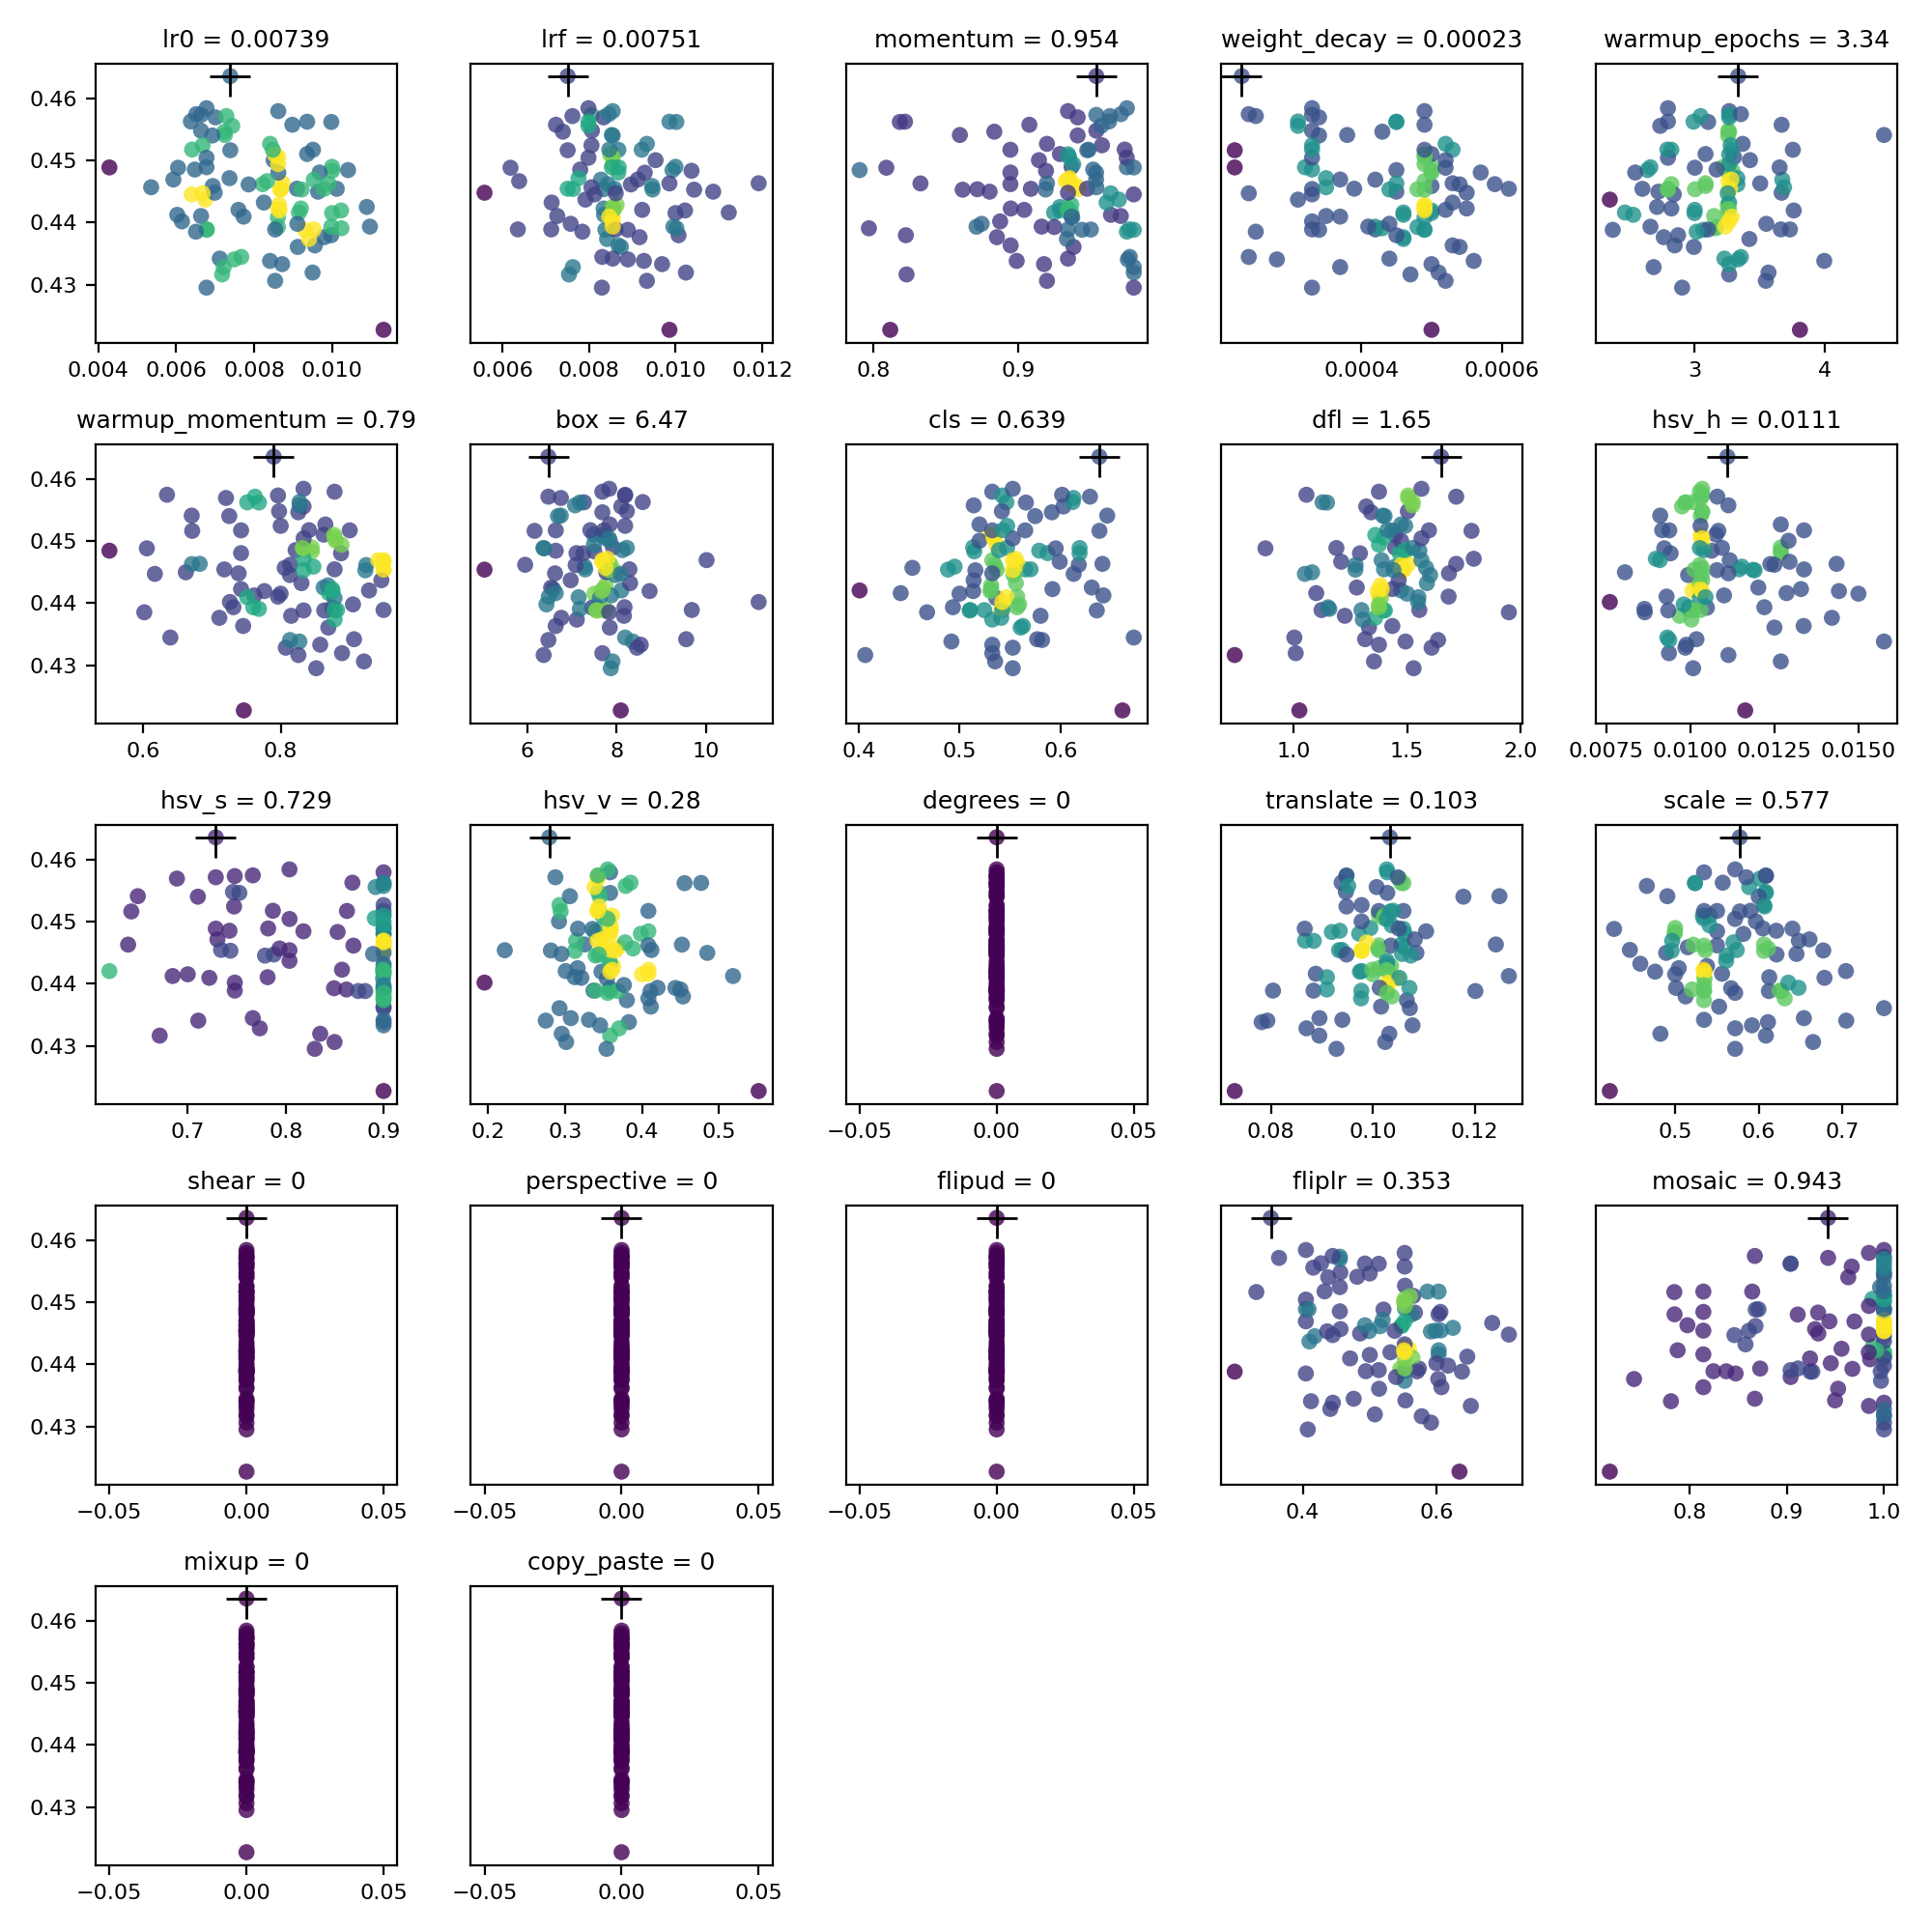 lr0 = 0.00739 lrf = 0.00751 momentum = 0.954 weight_decay = 0.00023 warmup_epochs = 3.34
0.46
0.45
0.44
0.43
0.004 0.006 0.008 0.010 0.006 0.008 0.010 0.012 0.8 0.9 0.0004 0.0006 3 4
warmup_momentum = 0.79 box = 6.47 cls = 0.639 dfl = 1.65 hsv_h = 0.0111
0.46
0.45
0.44
0.43
0.6 0.8 6 8 10 0.4 0.5 0.6 1.0 1.5 2.0 0.0075 0.0100 0.0125 0.0150
hsv_s = 0.729 hsv_v = 0.28 degrees = 0 translate = 0.103 scale = 0.577
0.46
0.45
0.44
0.43
0.7 0.8 0.9 0.2 0.3 0.4 0.5 −0.05 0.00 0.05 0.08 0.10 0.12 0.5 0.6 0.7
shear = 0 perspective = 0 flipud = 0 fliplr = 0.353 mosaic = 0.943
0.46
0.45
0.44
0.43
−0.05 0.00 0.05 −0.05 0.00 0.05 −0.05 0.00 0.05 0.4 0.6 0.8 0.9 1.0
mixup = 0 copy_paste = 0
0.46
0.45
0.44
0.43
−0.05 0.00 0.05 −0.05 0.00 0.05